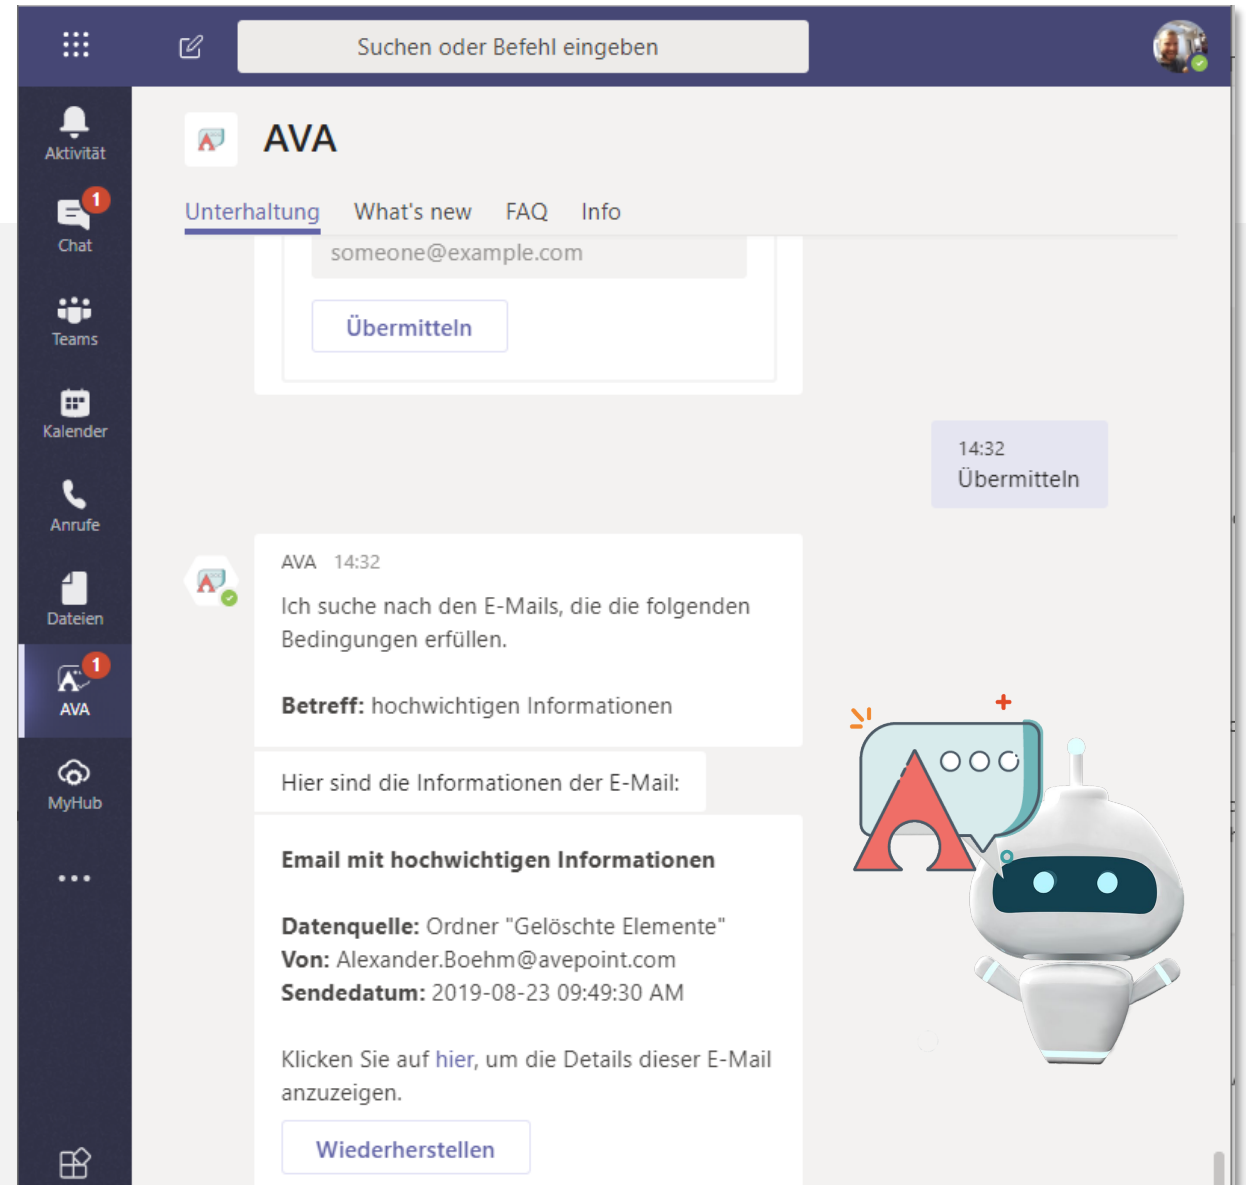 Suchen oder Befehl eingeben
Aktivität
1
Chat
Teams
Kalender
Anrufe
Dateien
1
AVA
MyHub
AVA
Unterhaltung What's new FAQ Info
someone@example.com
Übermitteln
14:32
Übermitteln
AVA 14:32
Ich suche nach den E-Mails, die die folgenden
Bedingungen erfüllen.
Betreff: hochwichtigen Informationen
Hier sind die Informationen der E-Mail:
Email mit hochwichtigen Informationen
Datenquelle: Ordner "Gelöschte Elemente"
Von: Alexander.Boehm@avepoint.com
Sendedatum: 2019-08-23 09:49:30 AM
Klicken Sie auf hier, um die Details dieser E-Mail
anzuzeigen.
Wiederherstellen